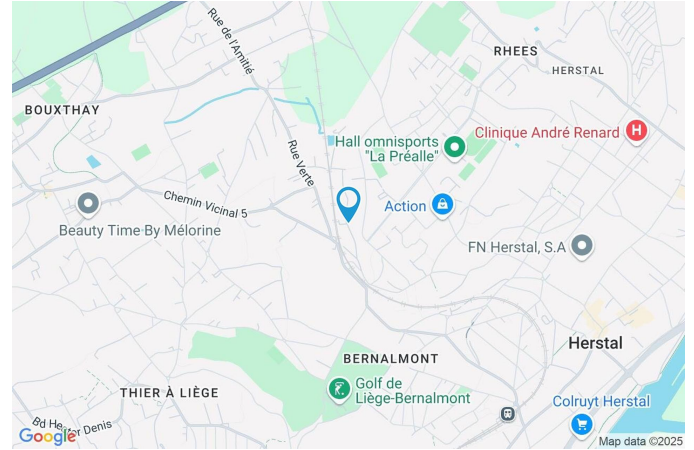 Rue de l'Amitié
RHEES
HERSTAL
BOUXTHAY
Clinique André Renard
H
Hall omnisports
"La Préalle"
Rue Verte
Chemin Vicinal 5
Action
Beauty Time By Mélorine
FN Herstal, S.A
Herstal
BERNALMONT
Golf de
Liège-Bernalmont
THIER À LIÈGE
Colruyt Herstal
Bd Hector Denis
Google
Map data ©2025